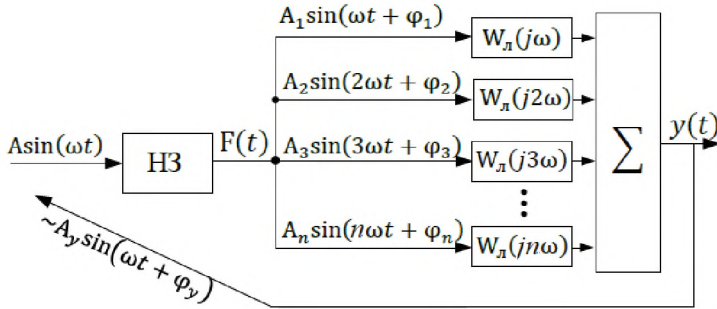 A₁sin(ωt + φ₁)
Wл(jω)
A₂sin(2ωt + φ₂)
Wл(j2ω)
y(t)
Asin(ωt)
НЗ
F(t)
A₃sin(3ωt + φ₃)
Wл(j3ω)
∑
⋮
Aₙsin(nωt + φₙ)
Wл(jnω)
~Aᵧsin(ωt + φᵧ)